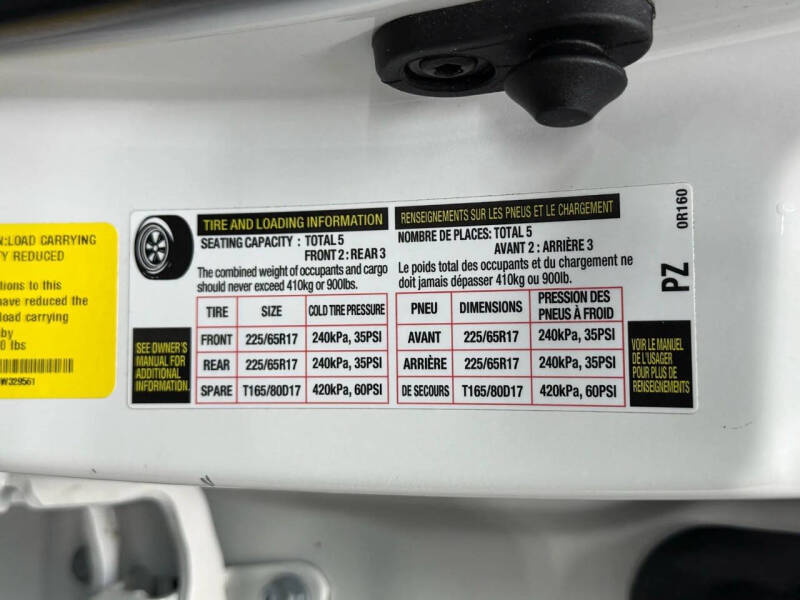 N:LOAD CARRYING
Y REDUCED
ions to this
have reduced the
load carrying
by
0 lbs
W329561
TIRE AND LOADING INFORMATION
SEATING CAPACITY : TOTAL 5
FRONT 2 : REAR 3
The combined weight of occupants and cargo
should never exceed 410kg or 900lbs.
TIRE SIZE COLD TIRE PRESSURE
FRONT 225/65R17 240kPa, 35PSI
REAR 225/65R17 240kPa, 35PSI
SPARE T165/80D17 420kPa, 60PSI
SEE OWNER'S
MANUAL FOR
ADDITIONAL
INFORMATION.
RENSEIGNEMENTS SUR LES PNEUS ET LE CHARGEMENT
NOMBRE DE PLACES: TOTAL 5
AVANT 2 : ARRIÈRE 3
Le poids total des occupants et du chargement ne
doit jamais dépasser 410kg ou 900lb.
PNEU DIMENSIONS PRESSION DES
PNEUS À FROID
AVANT 225/65R17 240kPa, 35PSI
ARRIÈRE 225/65R17 240kPa, 35PSI
DE SECOURS T165/80D17 420kPa, 60PSI
VOIR LE MANUEL
DE L'USAGER
POUR PLUS DE
RENSEIGNEMENTS
PZ
0R160